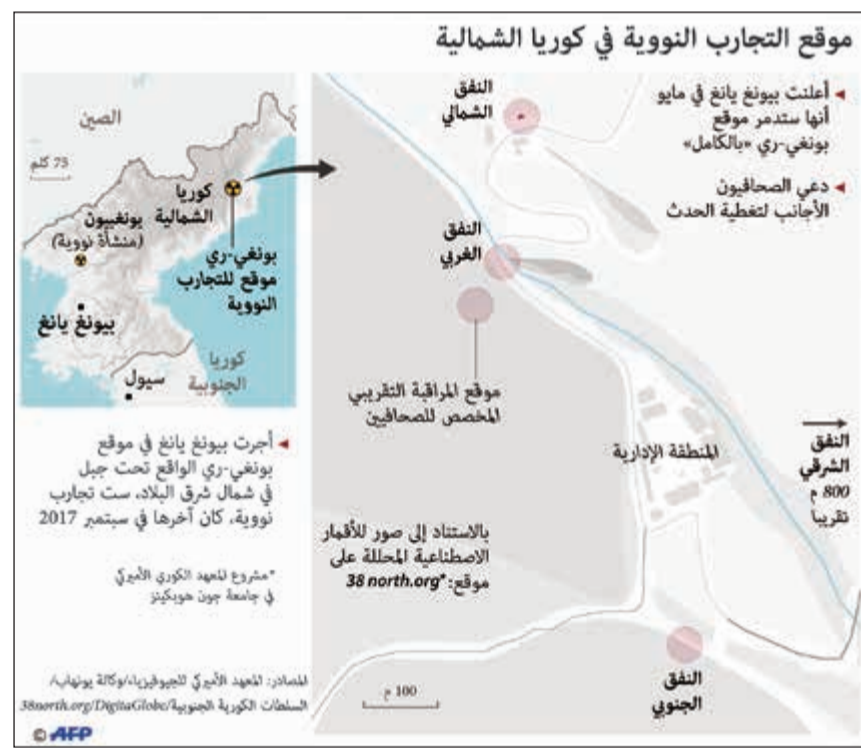 موقع التجارب النووية في كوريا الشمالية
◄ أعلنت بيونغ يانغ في مايو
أنها ستدمر موقع
بونغي-ري «بالكامل»
◄ دعي الصحافيون
الأجانب لتغطية الحدث
النفق
الشمالي
النفق
الغربي
موقع المراقبة التقريبي
المخصص للصحافيين
المنطقة الإدارية
النفق
الشرقي
800 م
تقريبا
بالاستناد إلى صور للأقمار
الاصطناعية المحللة على
موقع:*38 north.org
النفق
الجنوبي
100 م
الصين
75 كلم
كوريا
الشمالية
يونغبيون
(منشأة نووية)
بونغي-ري
موقع للتجارب
النووية
بيونغ يانغ
كوريا
الجنوبية
سيول
◄ أجرت بيونغ يانغ في موقع
بونغي-ري الواقع تحت جبل
في شمال شرق البلاد، ست تجارب
نووية، كان آخرها في سبتمبر 2017
*مشروع للمعهد الكوري الأميركي
في جامعة جون هوبكينز
المصادر: المعهد الأميركي للجيوفيزياء/وكالة يونهاب/
السلطات الكورية الجنوبية/38north.org/DigitaGlobe
© AFP